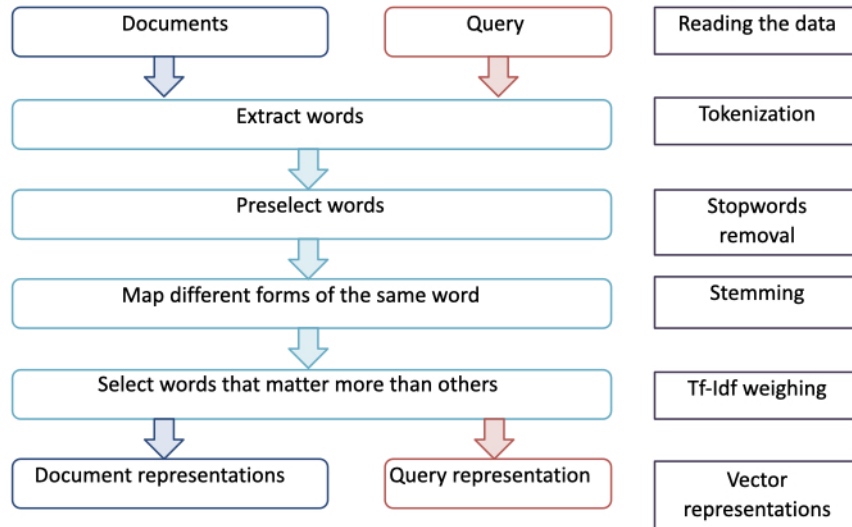 Documents
Query
Reading the data
Extract words
Tokenization
Preselect words
Stopwords
removal
Map different forms of the same word
Stemming
Select words that matter more than others
Tf-Idf weighing
Document representations
Query representation
Vector
representations